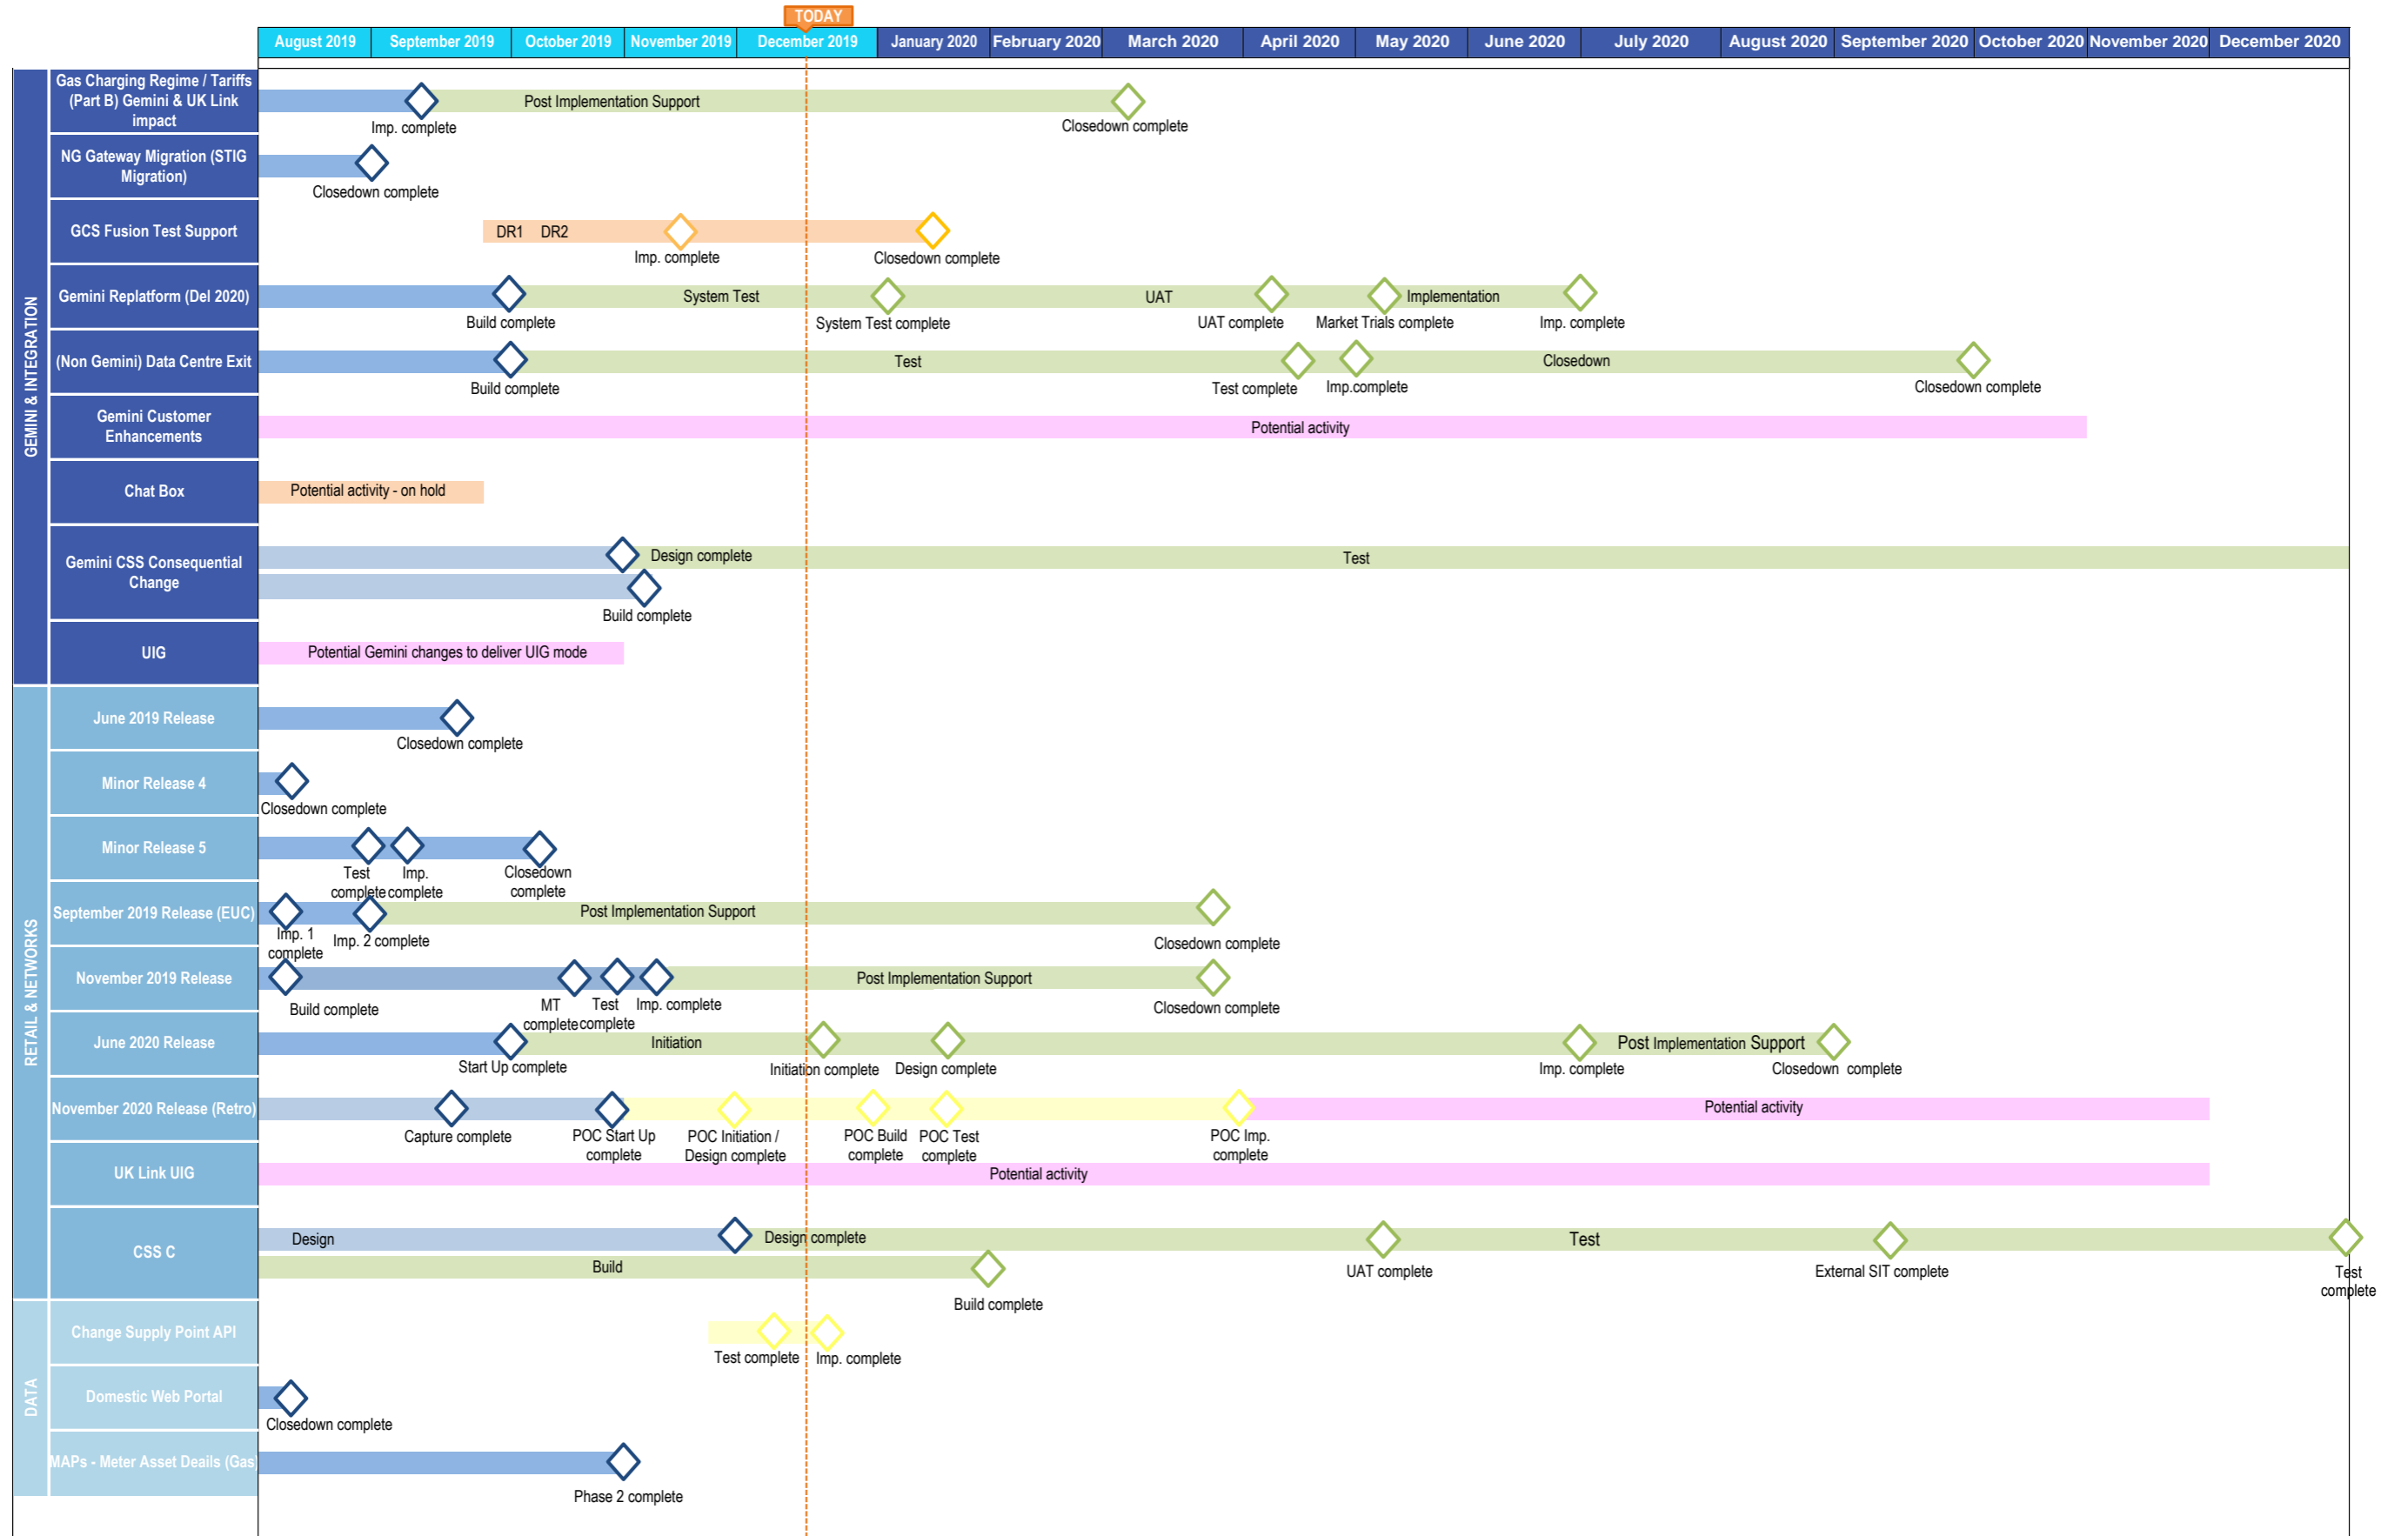 TODAY
August 2019 September 2019 October 2019 November 2019 December 2019 January 2020 February 2020 March 2020 April 2020 May 2020 June 2020 July 2020 August 2020 September 2020 October 2020 November 2020 December 2020
GEMINI & INTEGRATION
Gas Charging Regime / Tariffs
(Part B) Gemini & UK Link
impact
Post Implementation Support
Imp. complete
Closedown complete
NG Gateway Migration (STIG
Migration)
Closedown complete
GCS Fusion Test Support
DR1 DR2
Imp. complete
Closedown complete
Gemini Replatform (Del 2020)
System Test
UAT
Implementation
Build complete
System Test complete
UAT complete
Market Trials complete
Imp. complete
(Non Gemini) Data Centre Exit
Test
Closedown
Build complete
Test complete
Imp.complete
Closedown complete
Gemini Customer
Enhancements
Potential activity
Chat Box
Potential activity - on hold
Gemini CSS Consequential
Change
Design complete
Test
Build complete
UIG
Potential Gemini changes to deliver UIG mode
RETAIL & NETWORKS
June 2019 Release
Closedown complete
Minor Release 4
Closedown complete
Minor Release 5
Test
complete
Imp.
complete
Closedown
complete
September 2019 Release (EUC)
Post Implementation Support
Imp. 1
complete
Imp. 2 complete
Closedown complete
November 2019 Release
Post Implementation Support
Build complete
MT
complete
Test
complete
Imp. complete
Closedown complete
June 2020 Release
Initiation
Post Implementation Support
Start Up complete
Initiation complete
Design complete
Imp. complete
Closedown complete
November 2020 Release (Retro)
Potential activity
Capture complete
POC Start Up
complete
POC Initiation /
Design complete
POC Build
complete
POC Test
complete
POC Imp.
complete
UK Link UIG
Potential activity
CSS C
Design
Design complete
Test
Build
UAT complete
External SIT complete
Test
complete
Build complete
DATA
Change Supply Point API
Test complete
Imp. complete
Domestic Web Portal
Closedown complete
MAPs - Meter Asset Deails (Gas)
Phase 2 complete